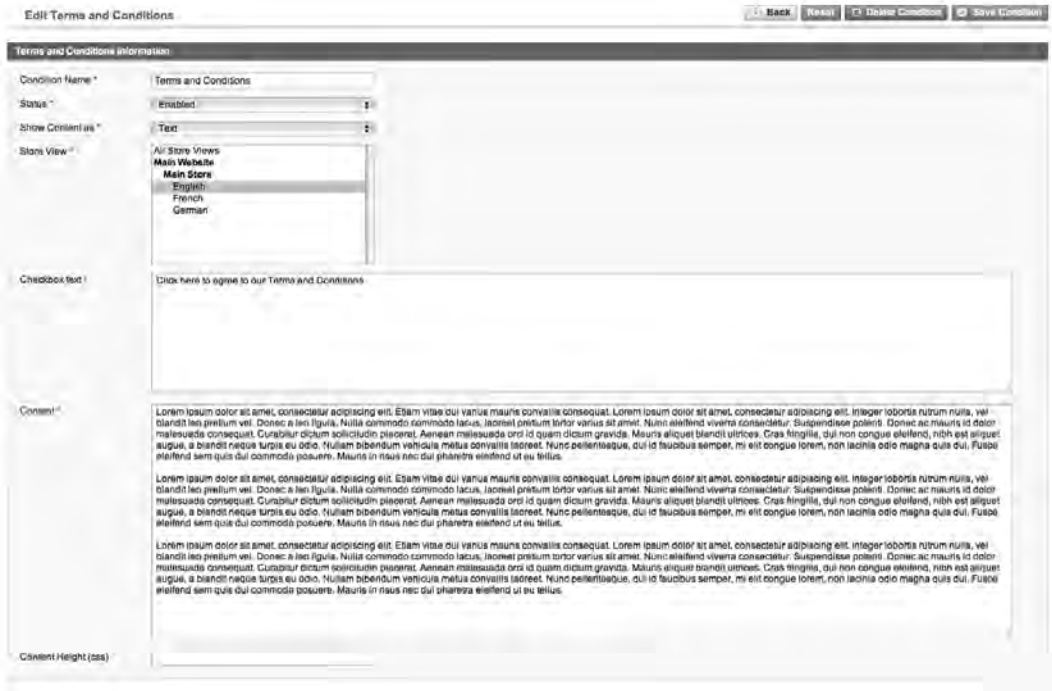 Edit Terms and Conditions
Back Reset Delete Condition Save Condition
Terms and Conditions Information
Condition Name *
Terms and Conditions
Status *
Enabled
Show Content as *
Text
Store View *
All Store Views
Main Website
Main Store
English
French
German
Checkbox text *
Click here to agree to our Terms and Conditions
Content *
Lorem ipsum dolor sit amet, consectetur adipiscing elit. Etiam vitae dui varius mauris convallis consequat. Lorem ipsum dolor sit amet, consectetur adipiscing elit. Integer lobortis rutrum nulla, vel
blandit leo pretium vel. Donec a leo ligula. Nulla commodo commodo lacus, laoreet pretium tortor varius sit amet. Nunc eleifend viverra consectetur. Suspendisse potenti. Donec ac mauris id dolor
malesuada consequat. Curabitur dictum sollicitudin placerat. Aenean malesuada orci id quam dictum gravida. Mauris aliquet blandit ultrices. Cras fringilla, dui non congue eleifend, nibh est aliquet
augue, a blandit neque turpis eu odio. Nullam bibendum vehicula metus convallis laoreet. Nunc pellentesque, dui id faucibus semper, mi elit congue lorem, non lacinia odio magna quis dui. Fusce
eleifend sem quis dui commodo posuere. Mauris in risus nec dui pharetra eleifend ut eu tellus.
Lorem ipsum dolor sit amet, consectetur adipiscing elit. Etiam vitae dui varius mauris convallis consequat. Lorem ipsum dolor sit amet, consectetur adipiscing elit. Integer lobortis rutrum nulla, vel
blandit leo pretium vel. Donec a leo ligula. Nulla commodo commodo lacus, laoreet pretium tortor varius sit amet. Nunc eleifend viverra consectetur. Suspendisse potenti. Donec ac mauris id dolor
malesuada consequat. Curabitur dictum sollicitudin placerat. Aenean malesuada orci id quam dictum gravida. Mauris aliquet blandit ultrices. Cras fringilla, dui non congue eleifend, nibh est aliquet
augue, a blandit neque turpis eu odio. Nullam bibendum vehicula metus convallis laoreet. Nunc pellentesque, dui id faucibus semper, mi elit congue lorem, non lacinia odio magna quis dui. Fusce
eleifend sem quis dui commodo posuere. Mauris in risus nec dui pharetra eleifend ut eu tellus.
Lorem ipsum dolor sit amet, consectetur adipiscing elit. Etiam vitae dui varius mauris convallis consequat. Lorem ipsum dolor sit amet, consectetur adipiscing elit. Integer lobortis rutrum nulla, vel
blandit leo pretium vel. Donec a leo ligula. Nulla commodo commodo lacus, laoreet pretium tortor varius sit amet. Nunc eleifend viverra consectetur. Suspendisse potenti. Donec ac mauris id dolor
malesuada consequat. Curabitur dictum sollicitudin placerat. Aenean malesuada orci id quam dictum gravida. Mauris aliquet blandit ultrices. Cras fringilla, dui non congue eleifend, nibh est aliquet
augue, a blandit neque turpis eu odio. Nullam bibendum vehicula metus convallis laoreet. Nunc pellentesque, dui id faucibus semper, mi elit congue lorem, non lacinia odio magna quis dui. Fusce
eleifend sem quis dui commodo posuere. Mauris in risus nec dui pharetra eleifend ut eu tellus.
Content Height (css)